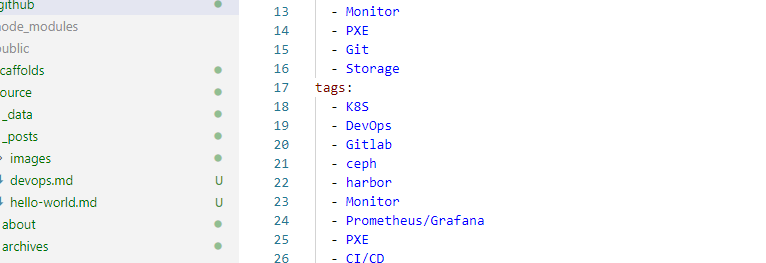 github
node_modules
public
scaffolds
source
_data
_posts
images
devops.md U
hello-world.md U
about
archives
13 - Monitor
14 - PXE
15 - Git
16 - Storage
17 tags:
18 - K8S
19 - DevOps
20 - Gitlab
21 - ceph
22 - harbor
23 - Monitor
24 - Prometheus/Grafana
25 - PXE
26 - CI/CD